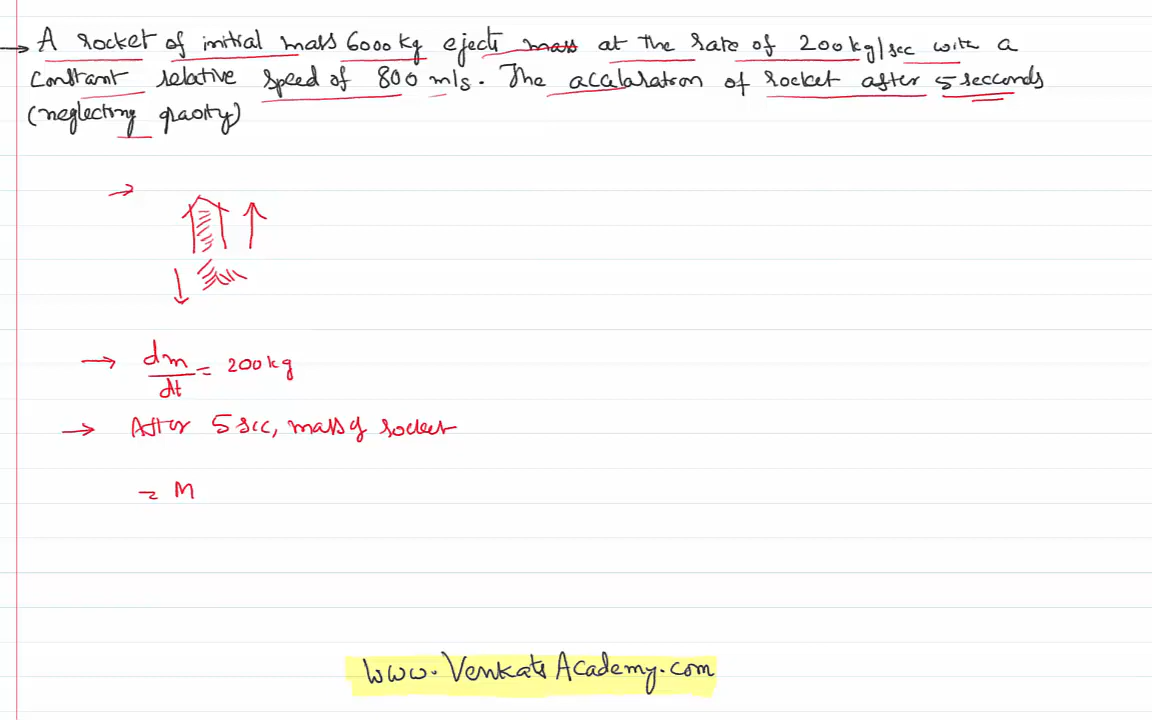 → A rocket of initial mass 6000 kg ejects mass at the rate of 200 kg/sec with a
constant relative speed of 800 m/s. The accelaration of rocket after 5 secconds
(neglecting gravity)
→
→ dm/dt = 200 kg
→ After 5 sec, mass of rocket
= M
www.VenkatsAcademy.com